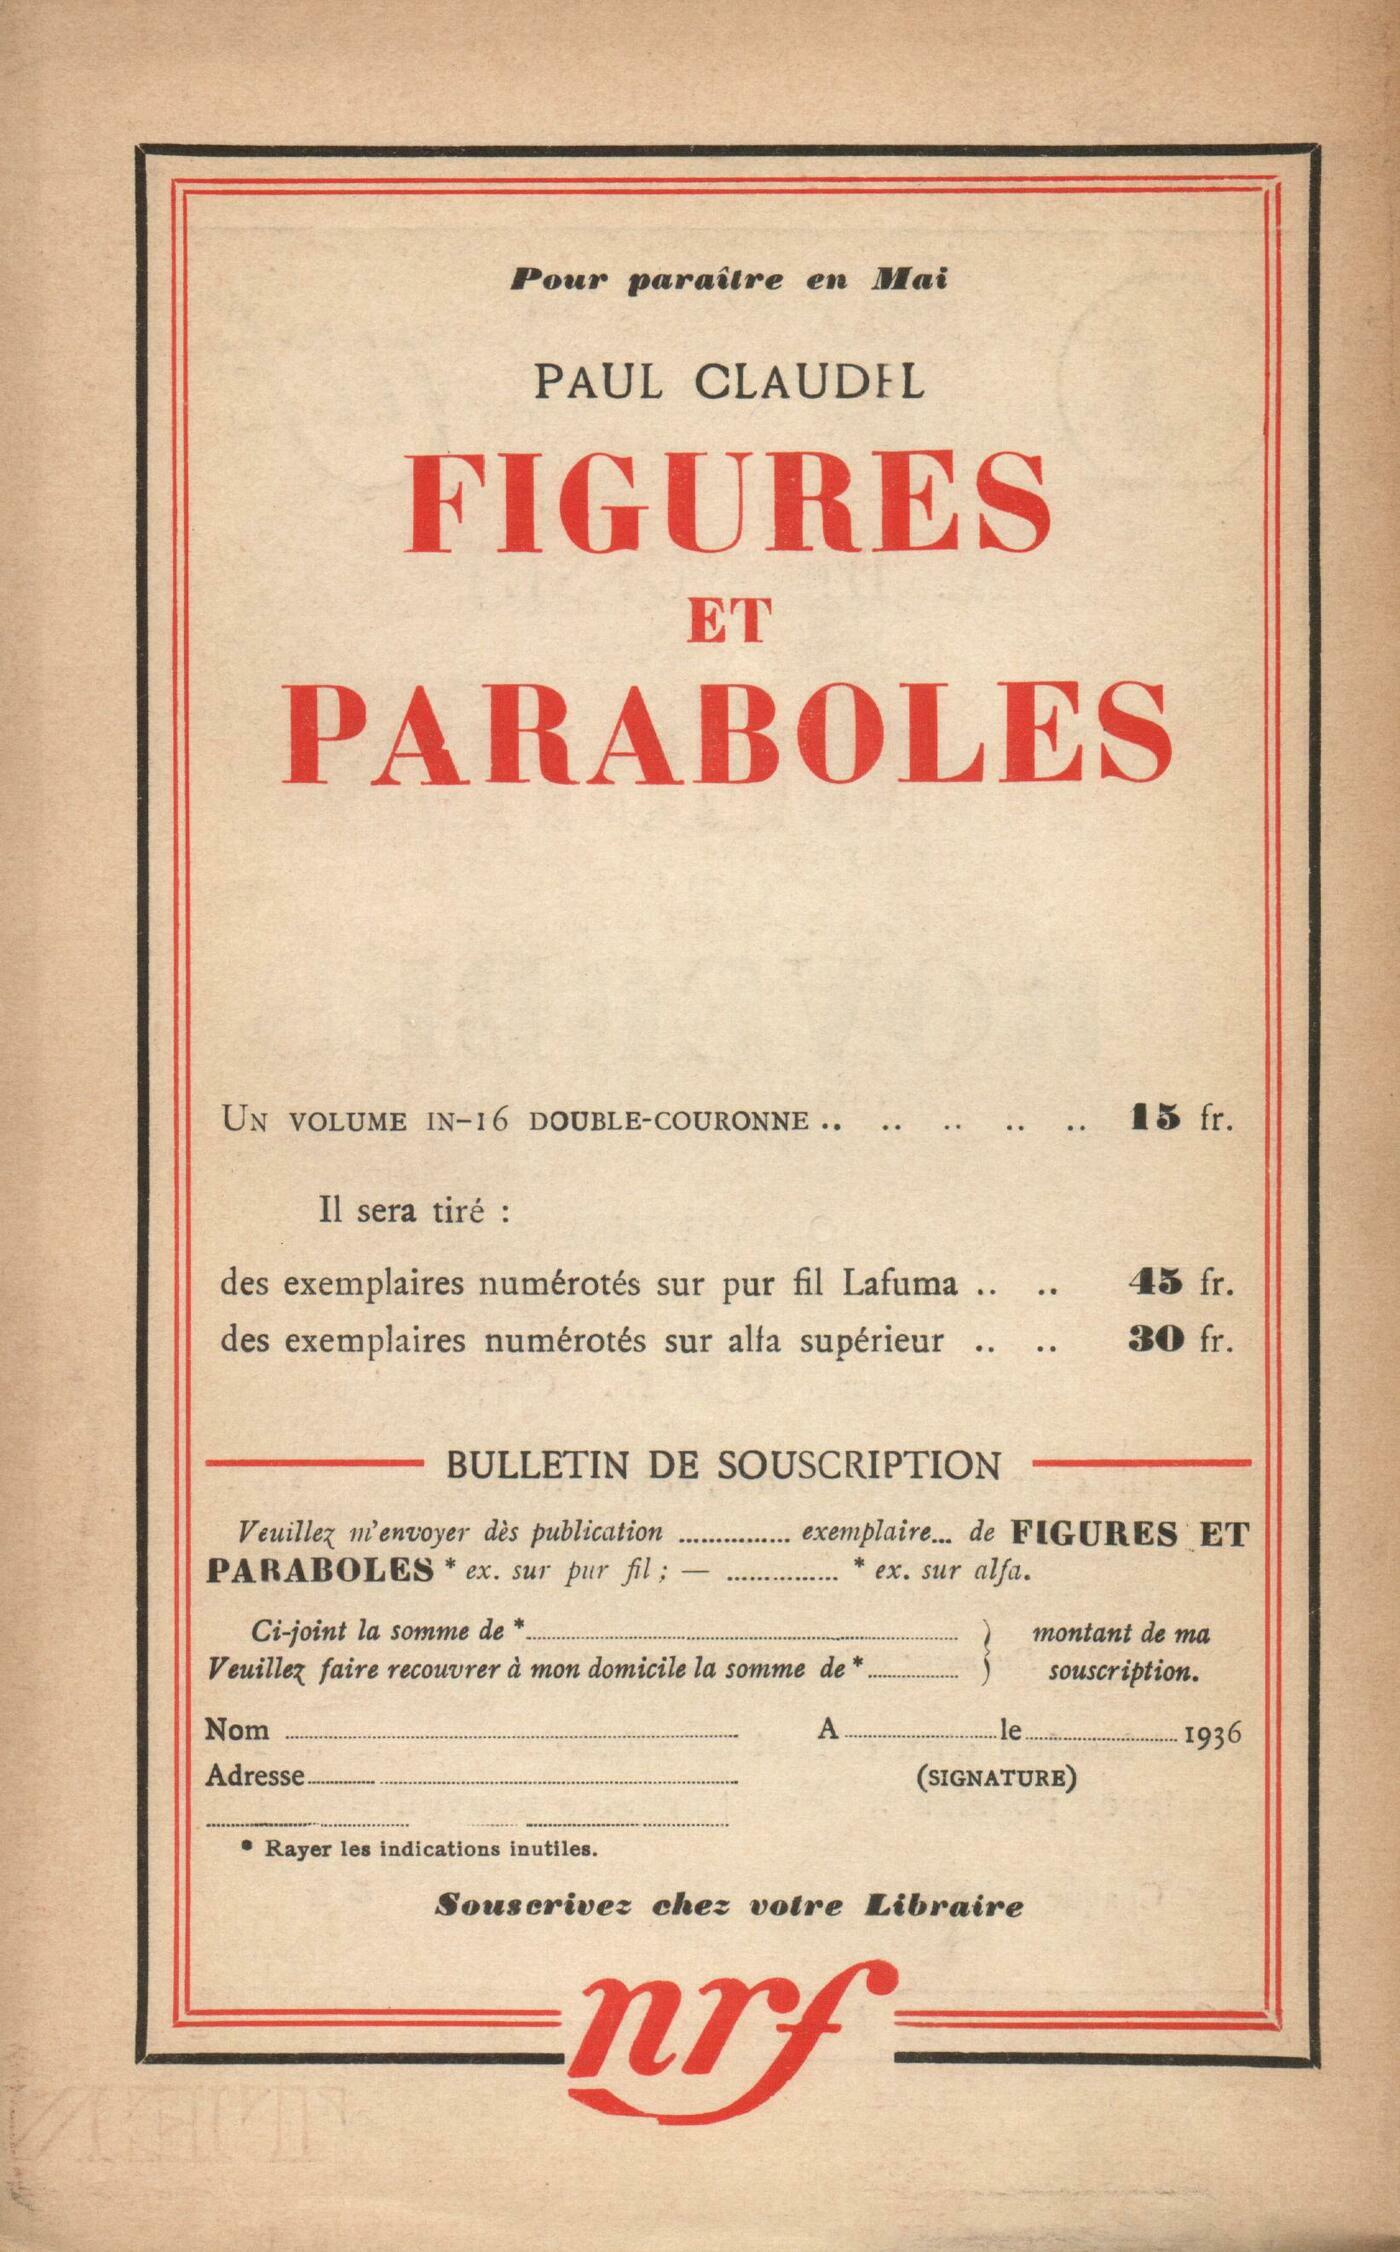 Pour paraître en Mai
PAUL CLAUDEL
FIGURES
ET
PARABOLES
UN VOLUME IN-16 DOUBLE-COURONNE .. .. .. .. .. 15 fr.
Il sera tiré :
des exemplaires numérotés sur pur fil Lafuma .. .. 45 fr.
des exemplaires numérotés sur alfa supérieur .. .. 30 fr.
BULLETIN DE SOUSCRIPTION
Veuillez m'envoyer dès publication ............... exemplaire... de FIGURES ET
PARABOLES * ex. sur pur fil ; — ............... * ex. sur alfa.
Ci-joint la somme de *............................................................ } montant de ma
Veuillez faire recouvrer à mon domicile la somme de *............... } souscription.
Nom ............................................................ A ..............................le.............................. 1936
Adresse............................................................ (SIGNATURE)
* Rayer les indications inutiles.
Souscrivez chez votre Libraire
nrf